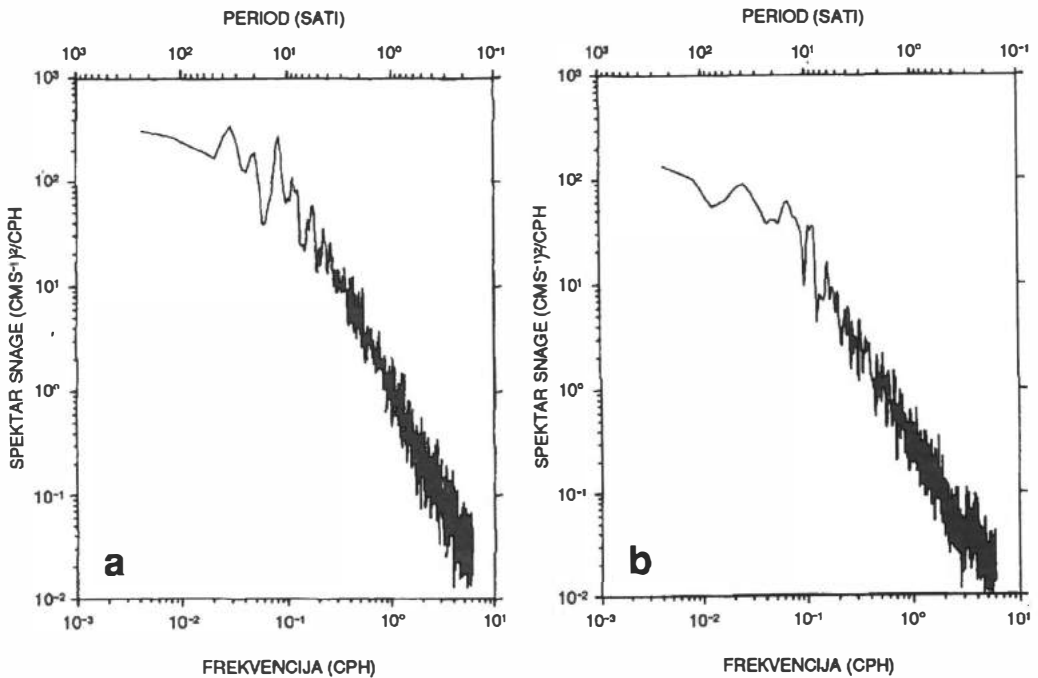 PERIOD (SATI)
10³ 10² 10¹ 10⁰ 10⁻¹
10³
10²
10¹
10⁰
10⁻¹
10⁻²
SPEKTAR SNAGE (CMS⁻¹)²/CPH
a
10⁻³ 10⁻² 10⁻¹ 10⁰ 10¹
FREKVENCIJA (CPH)
PERIOD (SATI)
10³ 10² 10¹ 10⁰ 10⁻¹
10³
10²
10¹
10⁰
10⁻¹
10⁻²
SPEKTAR SNAGE (CMS⁻¹)²/CPH
b
10⁻³ 10⁻² 10⁻¹ 10⁰ 10¹
FREKVENCIJA (CPH)